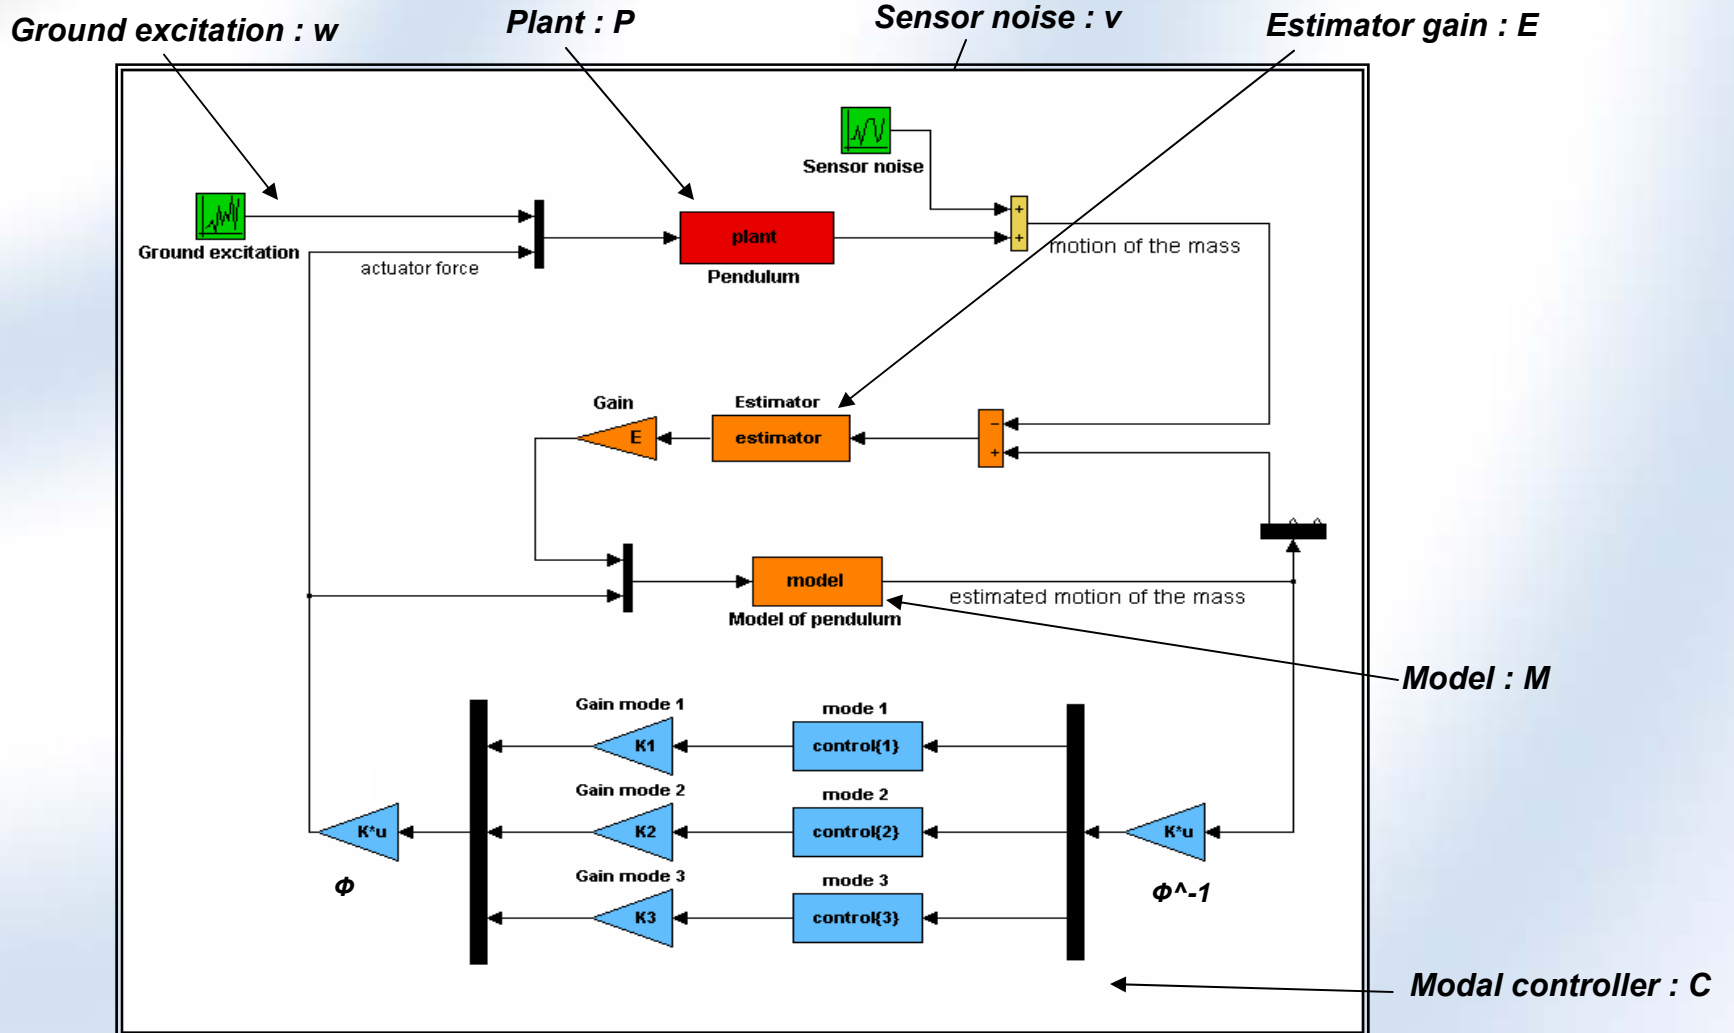 Ground excitation : w
Plant : P
Sensor noise : v
Estimator gain : E
Sensor noise
+
+
plant
Pendulum
motion of the mass
Ground excitation
actuator force
Gain
Estimator
E
estimator
−
+
model
Model of pendulum
estimated motion of the mass
Model : M
Gain mode 1
mode 1
K1
control{1}
Gain mode 2
mode 2
K*u
K2
control{2}
K*u
Φ
Gain mode 3
mode 3
Φ^-1
K3
control{3}
Modal controller : C